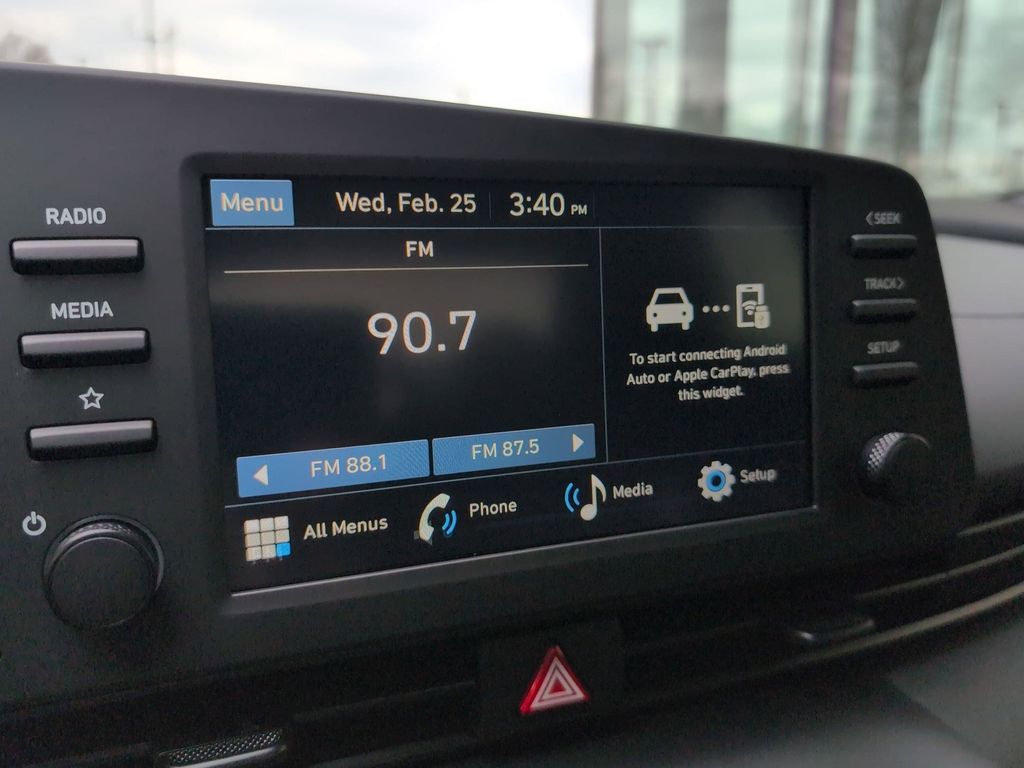 RADIO
MEDIA
Menu
Wed, Feb. 25
3:40 PM
FM
90.7
FM 88.1
FM 87.5
To start connecting Android
Auto or Apple CarPlay, press
this widget.
All Menus
Phone
Media
Setup
SEEK
TRACK
SETUP